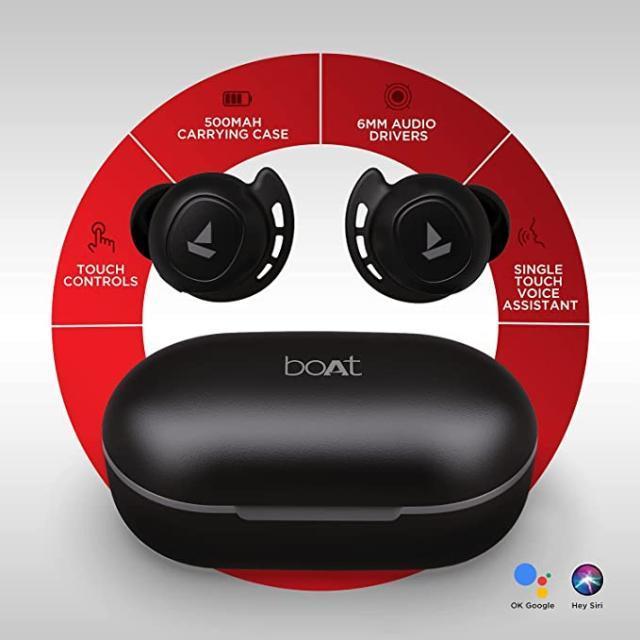 500MAH
CARRYING CASE
6MM AUDIO
DRIVERS
TOUCH
CONTROLS
SINGLE
TOUCH
VOICE
ASSISTANT
boAt
OK Google
Hey Siri